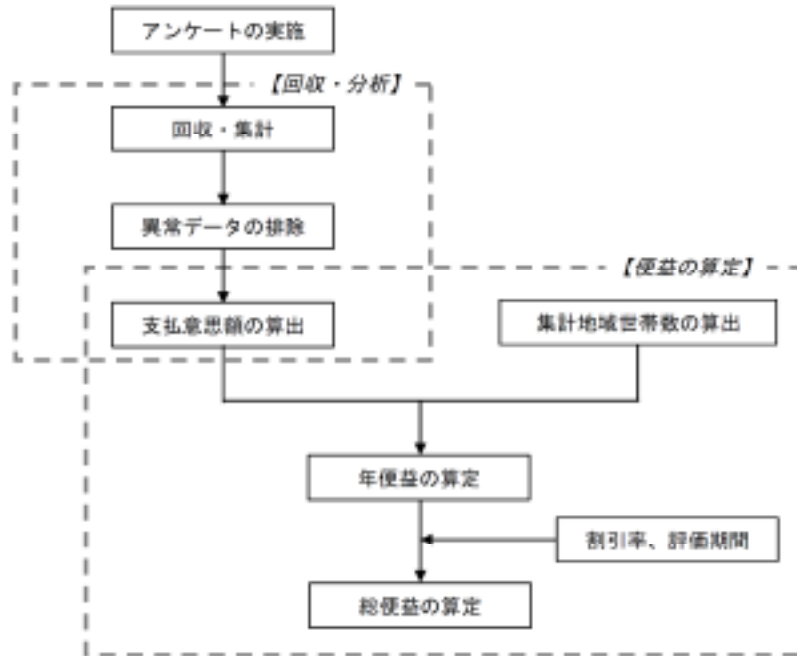 アンケートの実施
【回収・分析】
回収・集計
異常データの排除
【便益の算定】
支払意思額の算出
集計地域世帯数の算出
年便益の算定
割引率、評価期間
総便益の算定